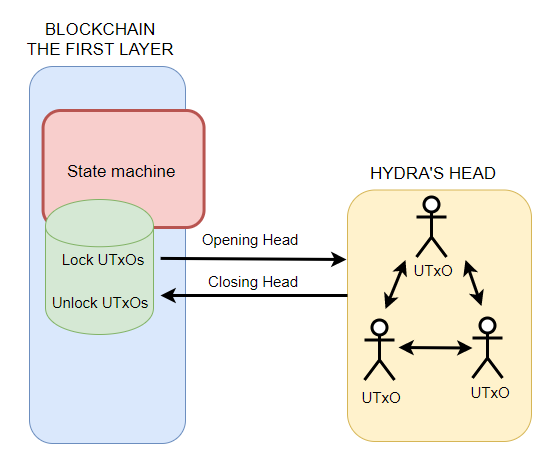 BLOCKCHAIN
THE FIRST LAYER
State machine
Lock UTxOs
Unlock UTxOs
Opening Head
Closing Head
HYDRA'S HEAD
UTxO
UTxO
UTxO